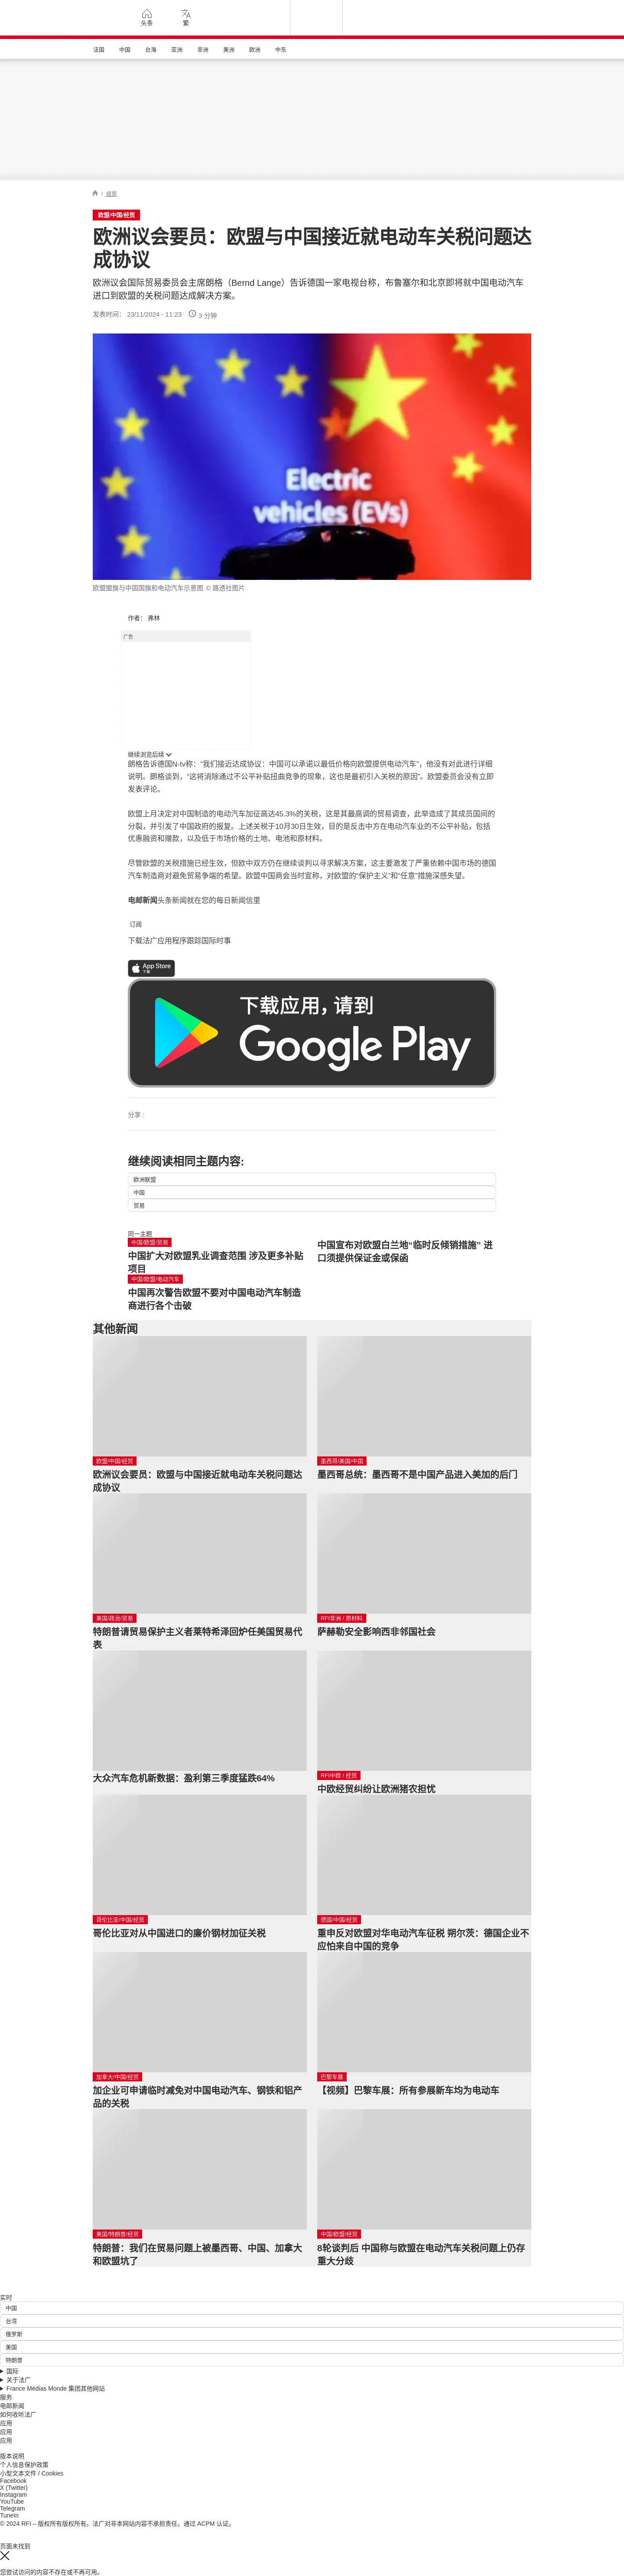 头条
繁
法国
中国
台海
亚洲
非洲
美洲
欧洲
中东
/ 经贸
欧盟/中国/经贸
欧洲议会要员：欧盟与中国接近就电动车关税问题达
成协议
欧洲议会国际贸易委员会主席朗格（Bernd Lange）告诉德国一家电视台称，布鲁塞尔和北京即将就中国电动汽车
进口到欧盟的关税问题达成解决方案。
发表时间： 23/11/2024 - 11:23
3 分钟
Electric
vehicles (EVs)
欧盟盟旗与中国国旗和电动汽车示意图 © 路透社图片
作者： 弗林
广告
继续浏览后续
朗格告诉德国N-tv称：“我们接近达成协议：中国可以承诺以最低价格向欧盟提供电动汽车”，他没有对此进行详细
说明。朗格谈到，“这将消除通过不公平补贴扭曲竞争的现象，这也是最初引入关税的原因”。欧盟委员会没有立即
发表评论。
欧盟上月决定对中国制造的电动汽车加征高达45.3%的关税，这是其最高调的贸易调查，此举造成了其成员国间的
分裂，并引发了中国政府的报复。上述关税于10月30日生效，目的是反击中方在电动汽车业的不公平补贴，包括
优惠融资和赠款，以及低于市场价格的土地、电池和原材料。
尽管欧盟的关税措施已经生效，但欧中双方仍在继续谈判以寻求解决方案，这主要激发了严重依赖中国市场的德国
汽车制造商对避免贸易争端的希望。欧盟中国商会当时宣称，对欧盟的“保护主义”和“任意”措施深感失望。
电邮新闻头条新闻就在您的每日新闻信里
订阅
下载法广应用程序跟踪国际时事
App Store
下载
下载应用，请到
Google Play
分享 :
继续阅读相同主题内容:
欧洲联盟
中国
贸易
同一主题
中国/欧盟/贸易
中国扩大对欧盟乳业调查范围 涉及更多补贴
项目
中国宣布对欧盟白兰地“临时反倾销措施” 进
口须提供保证金或保函
中国/欧盟/电动汽车
中国再次警告欧盟不要对中国电动汽车制造
商进行各个击破
其他新闻
欧盟/中国/经贸
欧洲议会要员：欧盟与中国接近就电动车关税问题达
成协议
墨西哥/美国/中国
墨西哥总统：墨西哥不是中国产品进入美加的后门
美国/政治/贸易
特朗普请贸易保护主义者莱特希泽回炉任美国贸易代
表
RFI非洲 / 原材料
萨赫勒安全影响西非邻国社会
大众汽车危机新数据：盈利第三季度猛跌64%
RFI中欧 / 经贸
中欧经贸纠纷让欧洲猪农担忧
哥伦比亚/中国/经贸
哥伦比亚对从中国进口的廉价钢材加征关税
德国/中国/经贸
重申反对欧盟对华电动汽车征税 朔尔茨：德国企业不
应怕来自中国的竞争
加拿大/中国/经贸
加企业可申请临时减免对中国电动汽车、钢铁和铝产
品的关税
巴黎车展
【视频】巴黎车展：所有参展新车均为电动车
美国/特朗普/经贸
特朗普：我们在贸易问题上被墨西哥、中国、加拿大
和欧盟坑了
中国/欧盟/经贸
8轮谈判后 中国称与欧盟在电动汽车关税问题上仍存
重大分歧
实时
中国
台湾
俄罗斯
美国
特朗普
国际
关于法广
France Médias Monde 集团其他网站
服务
电邮新闻
如何收听法广
应用
应用
应用
版本说明
个人信息保护政策
小型文本文件 / Cookies
Facebook
X (Twitter)
Instagram
YouTube
Telegram
TuneIn
© 2024 RFI – 版权所有版权所有。法广对非本网站内容不承担责任。通过 ACPM 认证。
页面未找到
您尝试访问的内容不存在或不再可用。